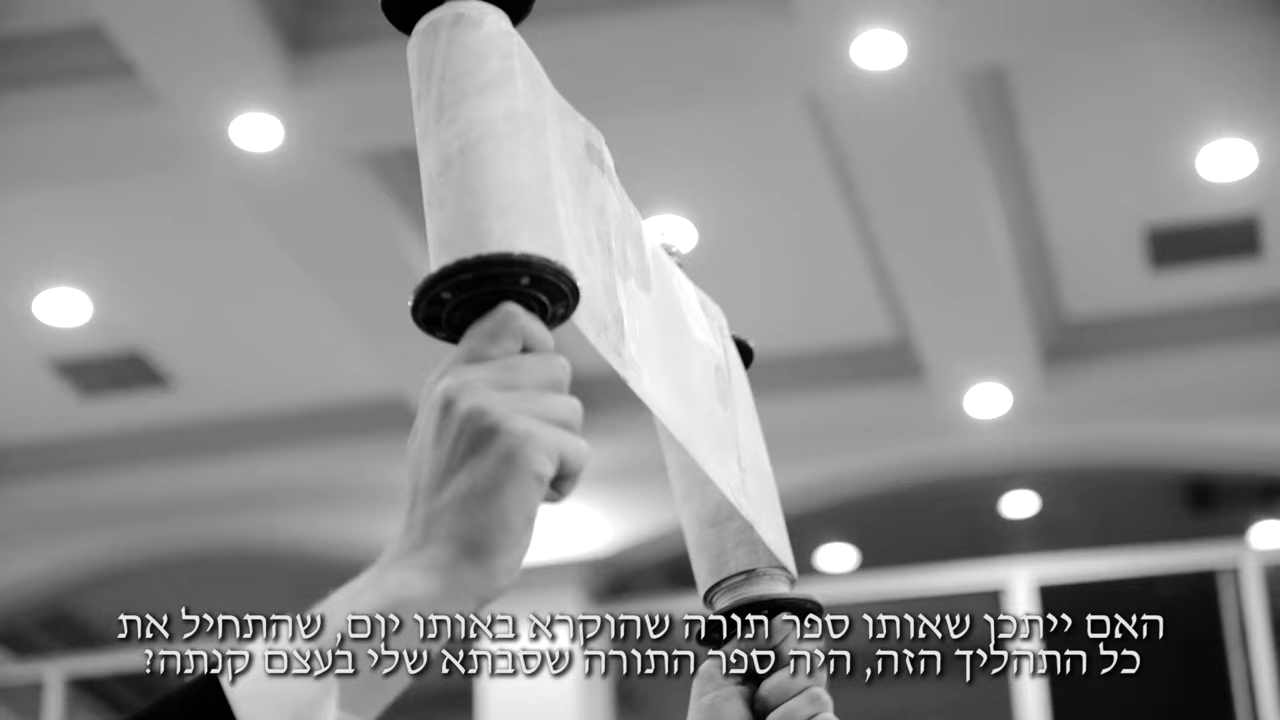 האם ייתכן שאותו ספר תורה שהוקרא באותו יום, שהתחיל את
כל התהליך הזה, היה ספר התורה שסבתא שלי בעצם קנתה?